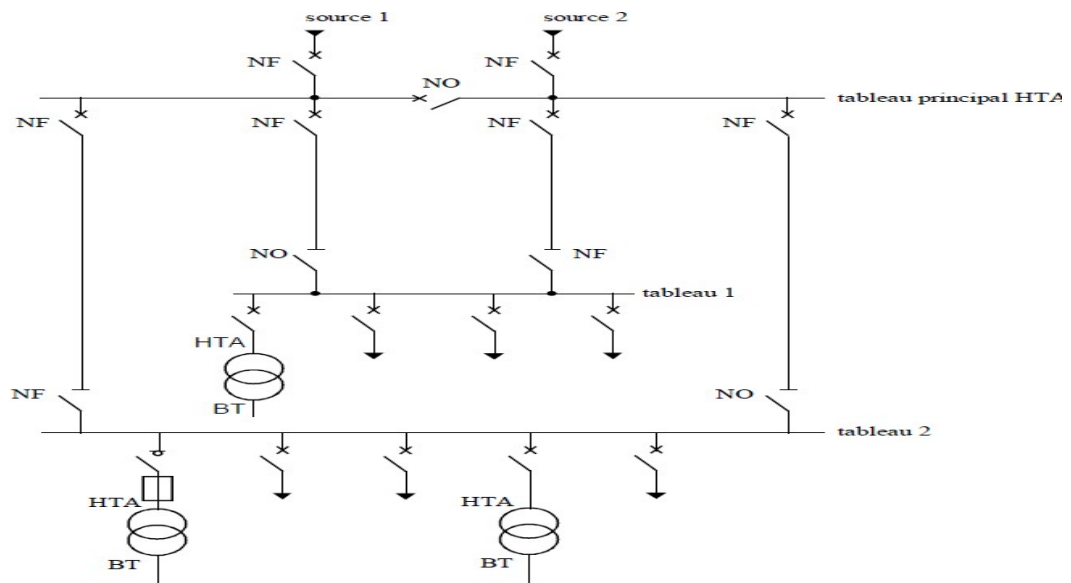 source 1 source 2
NF NF
NO
tableau principal HTA
NF NF NF NF
NO NF
tableau 1
HTA
BT
NF NO
tableau 2
HTA HTA
BT BT